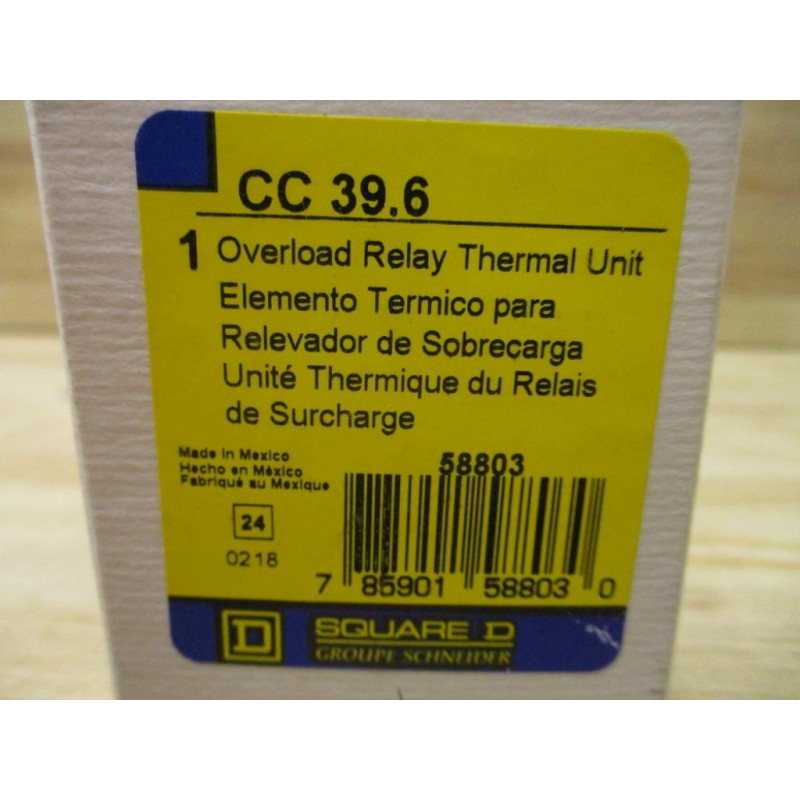 CC 39.6
1 Overload Relay Thermal Unit
Elemento Termico para
Relevador de Sobrecarga
Unité Thermique du Relais
de Surcharge
Made in Mexico
Hecho en México
Fabriqué au Mexique
58803
24
0218
7 85901 58803 0
D SQUARE D
GROUPE SCHNEIDER